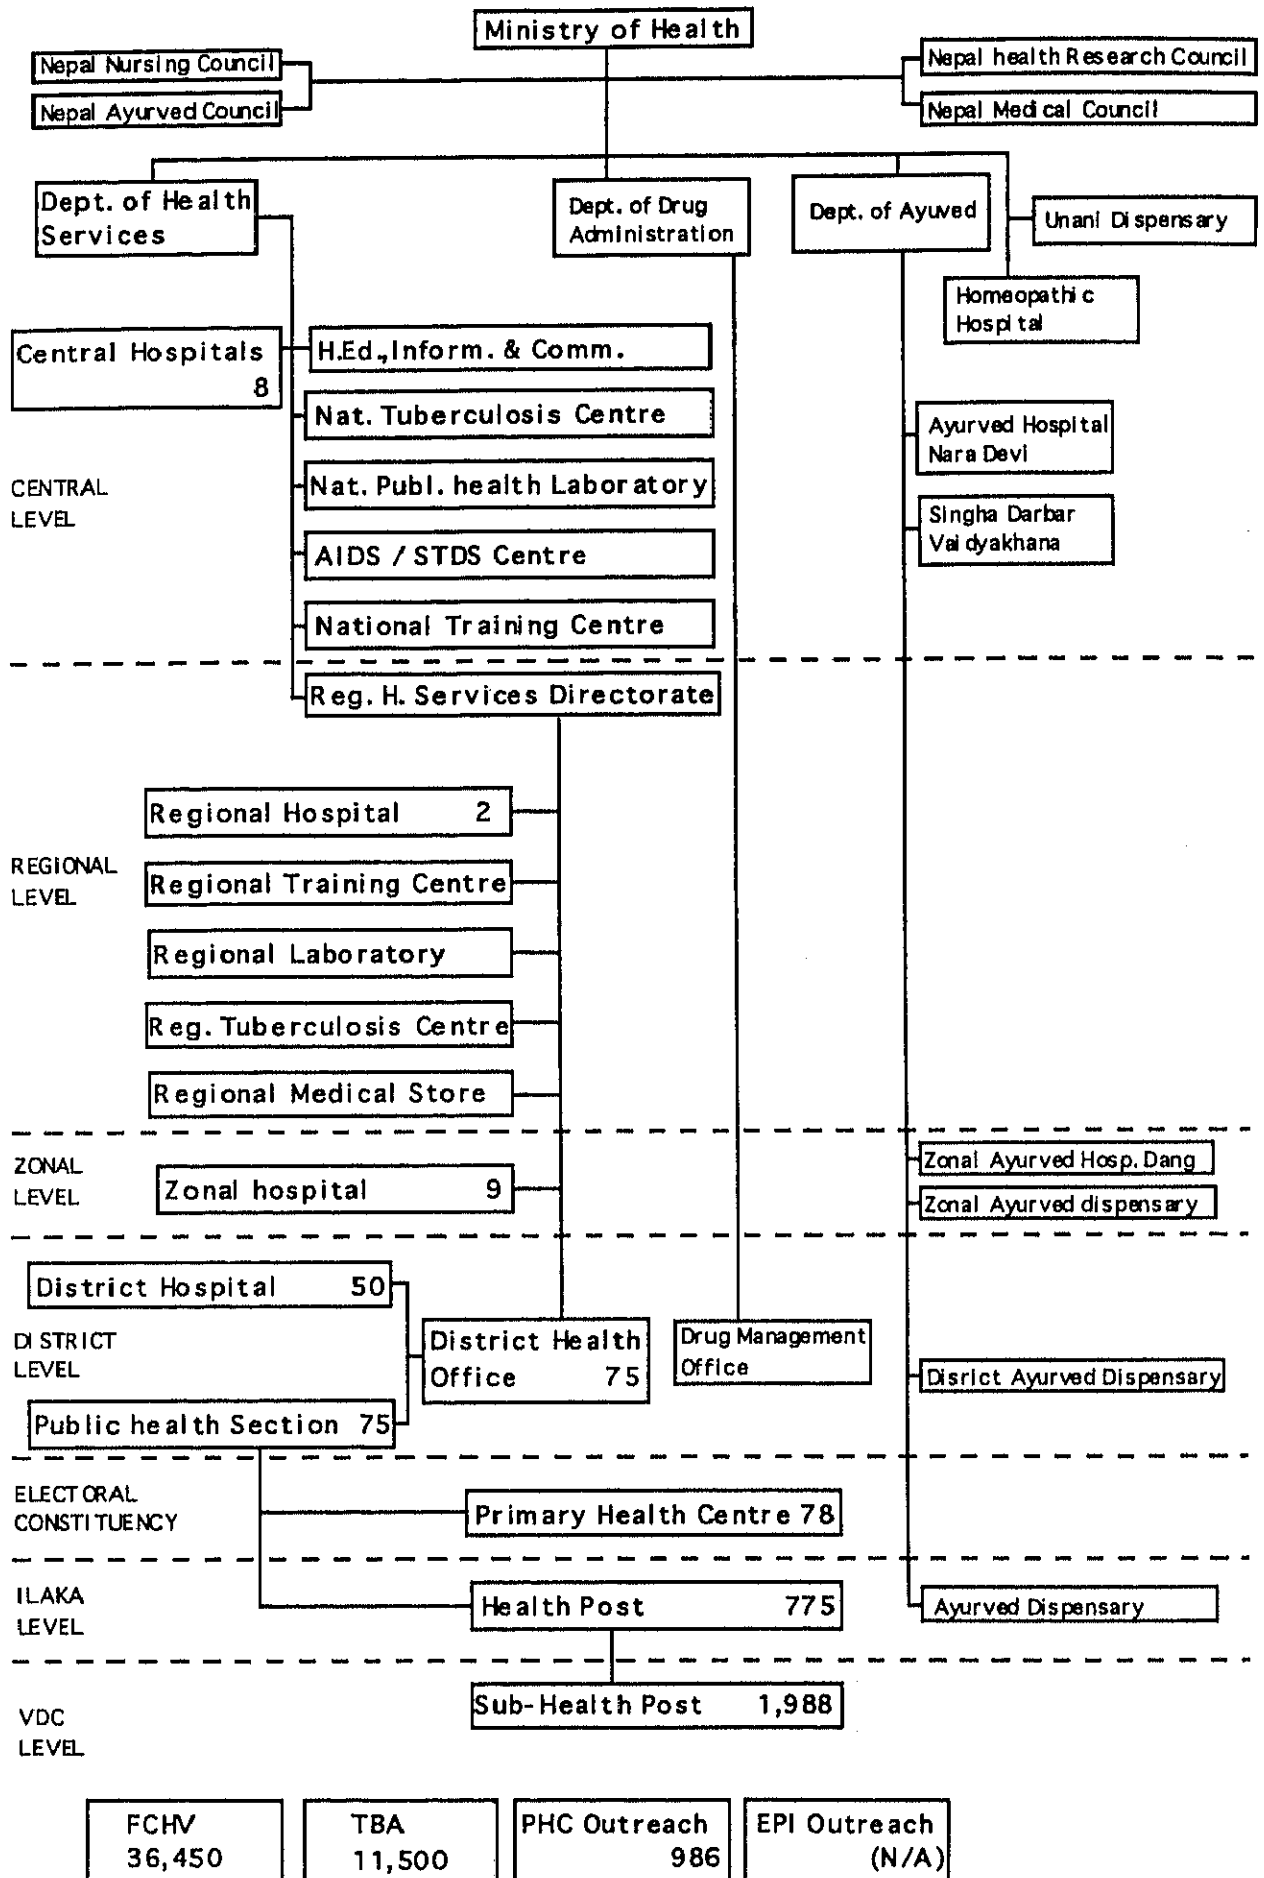 Ministry of Health
Nepal Nursing Council
Nepal Ayurved Council
Nepal health Research Council
Nepal Medical Council
Dept. of Health
Services
Dept. of Drug
Administration
Dept. of Ayuved
Unani Dispensary
Homeopathic
Hospital
Central Hospitals
8
H.Ed.,Inform. & Comm.
Nat. Tuberculosis Centre
Nat. Publ. health Laboratory
AIDS / STDS Centre
National Training Centre
Ayurved Hospital
Nara Devi
Singha Darbar
Vaidyakhana
CENTRAL
LEVEL
Reg. H. Services Directorate
Regional Hospital 2
Regional Training Centre
Regional Laboratory
Reg. Tuberculosis Centre
Regional Medical Store
REGIONAL
LEVEL
ZONAL
LEVEL
Zonal hospital 9
Zonal Ayurved Hosp. Dang
Zonal Ayurved dispensary
District Hospital 50
DISTRICT
LEVEL
Public health Section 75
District Health
Office 75
Drug Management
Office
Disrict Ayurved Dispensary
ELECTORAL
CONSTITUENCY
Primary Health Centre 78
ILAKA
LEVEL
Health Post 775
Ayurved Dispensary
VDC
LEVEL
Sub-Health Post 1,988
FCHV
36,450
TBA
11,500
PHC Outreach
986
EPI Outreach
(N/A)